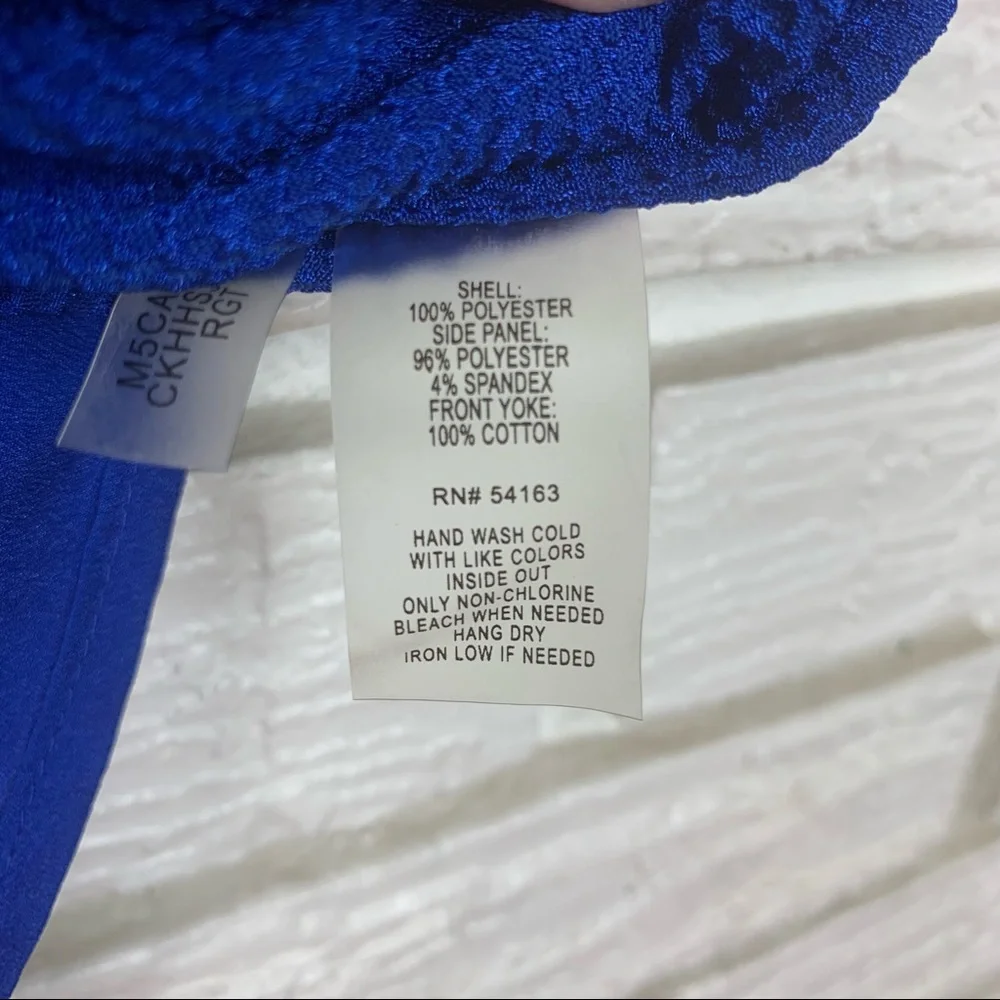 M5CA
CKHHS
RGT
SHELL:
100% POLYESTER
SIDE PANEL:
96% POLYESTER
4% SPANDEX
FRONT YOKE:
100% COTTON
RN# 54163
HAND WASH COLD
WITH LIKE COLORS
INSIDE OUT
ONLY NON-CHLORINE
BLEACH WHEN NEEDED
HANG DRY
IRON LOW IF NEEDED